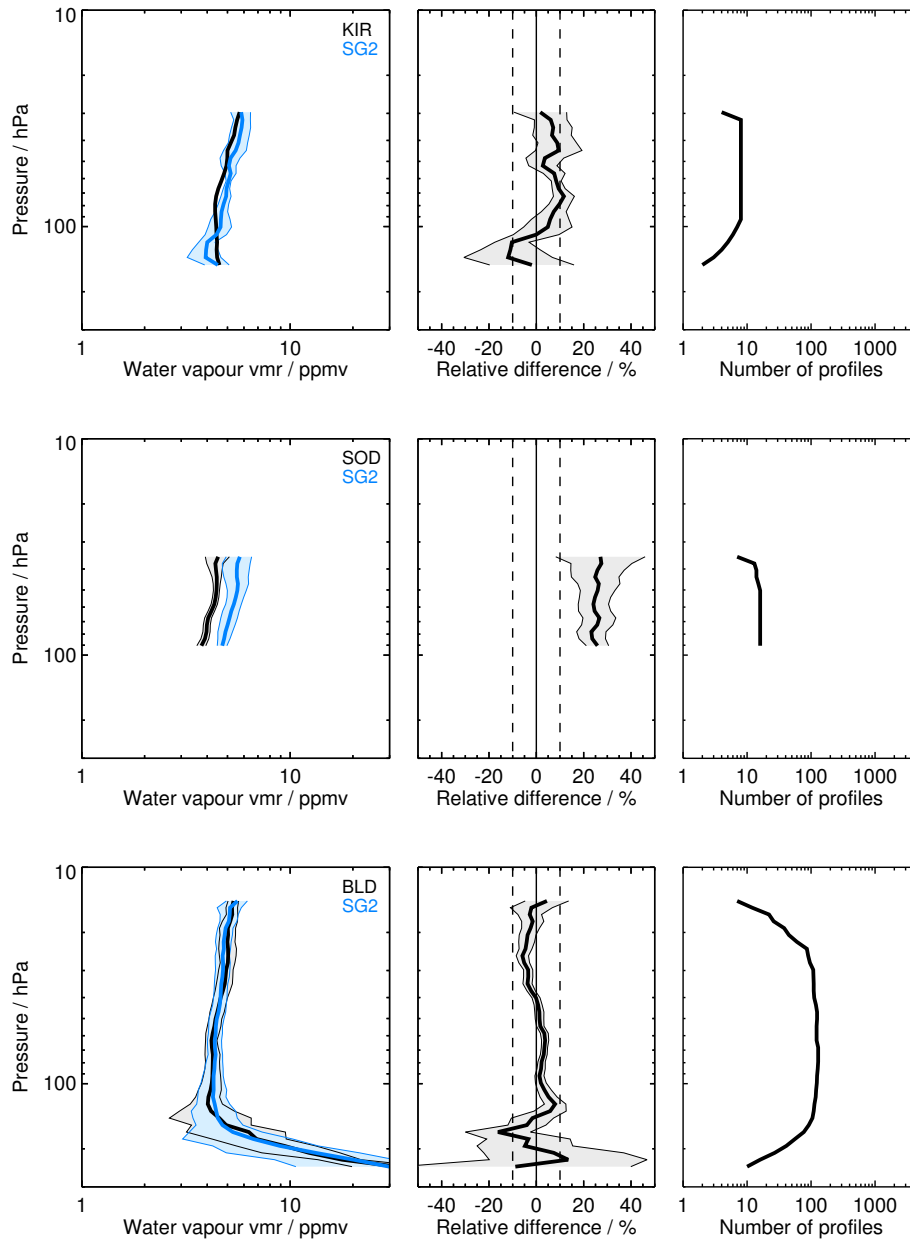 10
KIR
SG2
Pressure / hPa
100
1 10
-40 -20 0 20 40
1 10 100 1000
Water vapour vmr / ppmv
Relative difference / %
Number of profiles
10
SOD
SG2
Pressure / hPa
100
1 10
-40 -20 0 20 40
1 10 100 1000
Water vapour vmr / ppmv
Relative difference / %
Number of profiles
10
BLD
SG2
Pressure / hPa
100
1 10
-40 -20 0 20 40
1 10 100 1000
Water vapour vmr / ppmv
Relative difference / %
Number of profiles